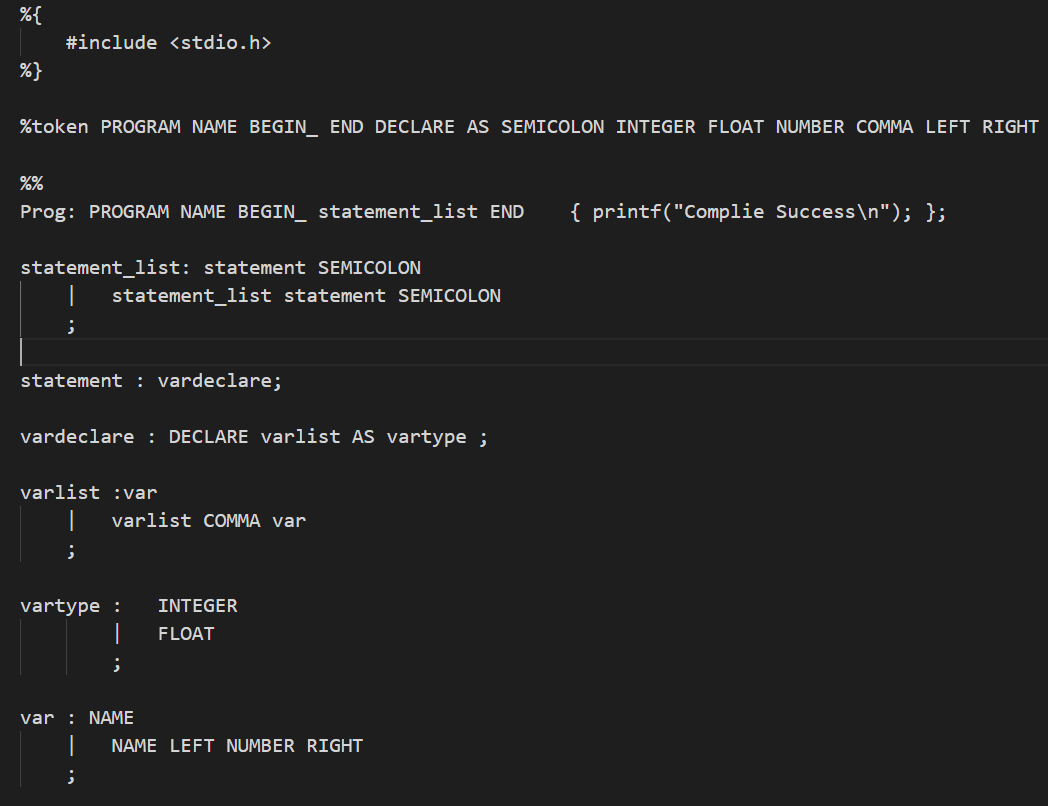 %{
    #include <stdio.h>
%}
%token PROGRAM NAME BEGIN_ END DECLARE AS SEMICOLON INTEGER FLOAT NUMBER COMMA LEFT RIGHT
%%
Prog: PROGRAM NAME BEGIN_ statement_list END    { printf("Complie Success\n"); };
statement_list: statement SEMICOLON
    |   statement_list statement SEMICOLON
    ;
statement : vardeclare;
vardeclare : DECLARE varlist AS vartype ;
varlist :var
    |   varlist COMMA var
    ;
vartype :   INTEGER
        |   FLOAT
        ;
var : NAME
    |   NAME LEFT NUMBER RIGHT
    ;